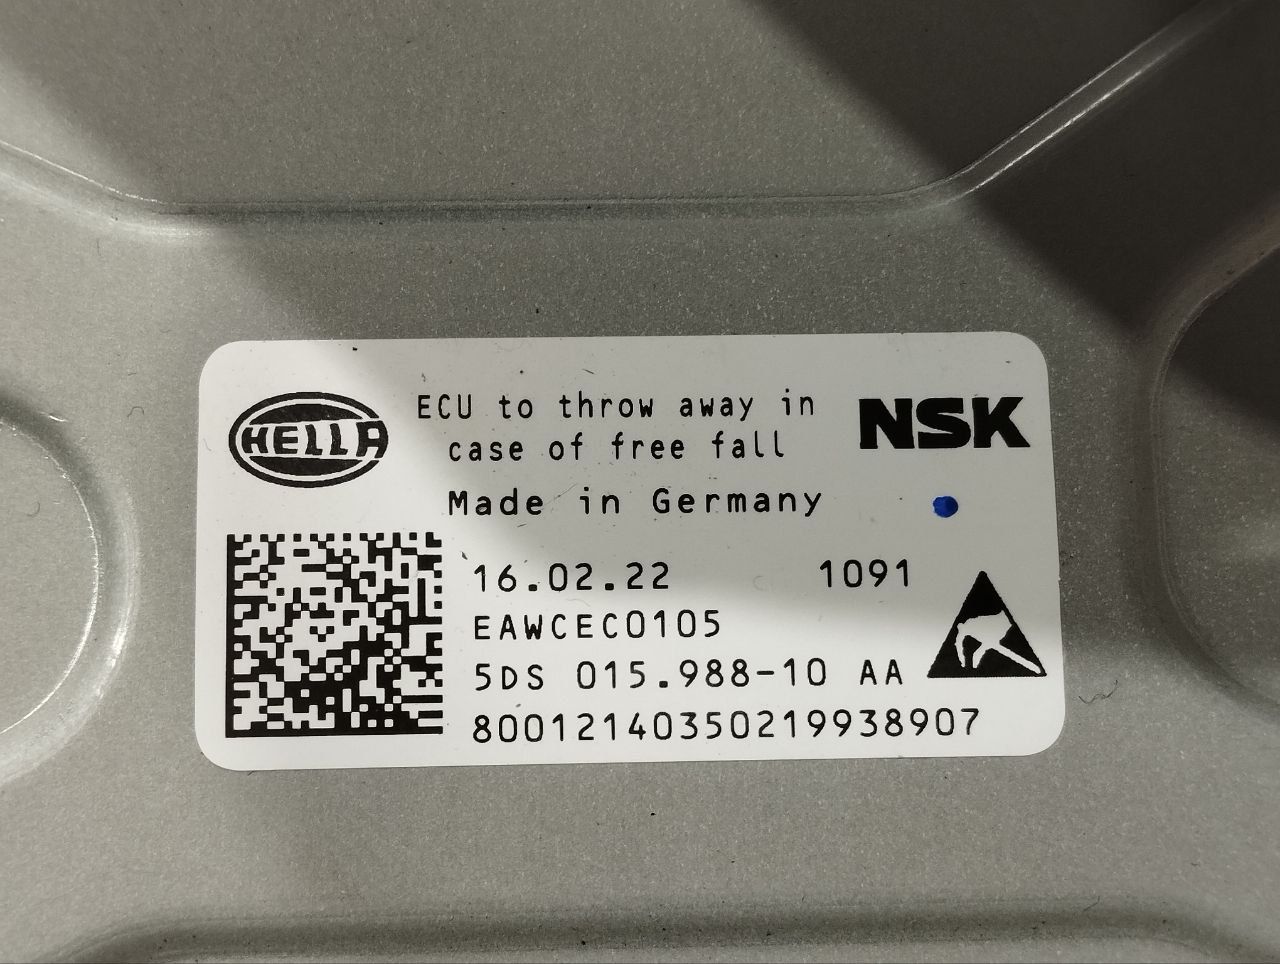 HELLA
ECU to throw away in
case of free fall
NSK
Made in Germany
16.02.22 1091
EAWCEC0105
5DS 015.988-10 AA
80012140350219938907